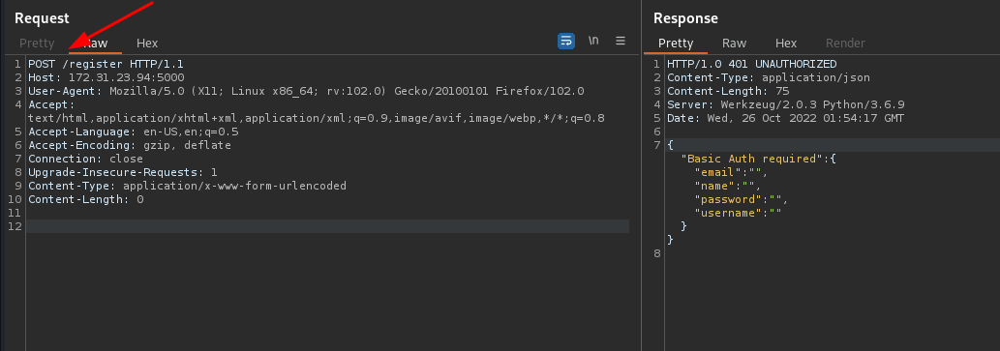 Request
Pretty Raw Hex \n
1 POST /register HTTP/1.1
2 Host: 172.31.23.94:5000
3 User-Agent: Mozilla/5.0 (X11; Linux x86_64; rv:102.0) Gecko/20100101 Firefox/102.0
4 Accept:
text/html,application/xhtml+xml,application/xml;q=0.9,image/avif,image/webp,*/*;q=0.8
5 Accept-Language: en-US,en;q=0.5
6 Accept-Encoding: gzip, deflate
7 Connection: close
8 Upgrade-Insecure-Requests: 1
9 Content-Type: application/x-www-form-urlencoded
10 Content-Length: 0
11
12
Response
Pretty Raw Hex Render
1 HTTP/1.0 401 UNAUTHORIZED
2 Content-Type: application/json
3 Content-Length: 75
4 Server: Werkzeug/2.0.3 Python/3.6.9
5 Date: Wed, 26 Oct 2022 01:54:17 GMT
6
7 {
"Basic Auth required":{
"email":"",
"name":"",
"password":"",
"username":""
}
}
8